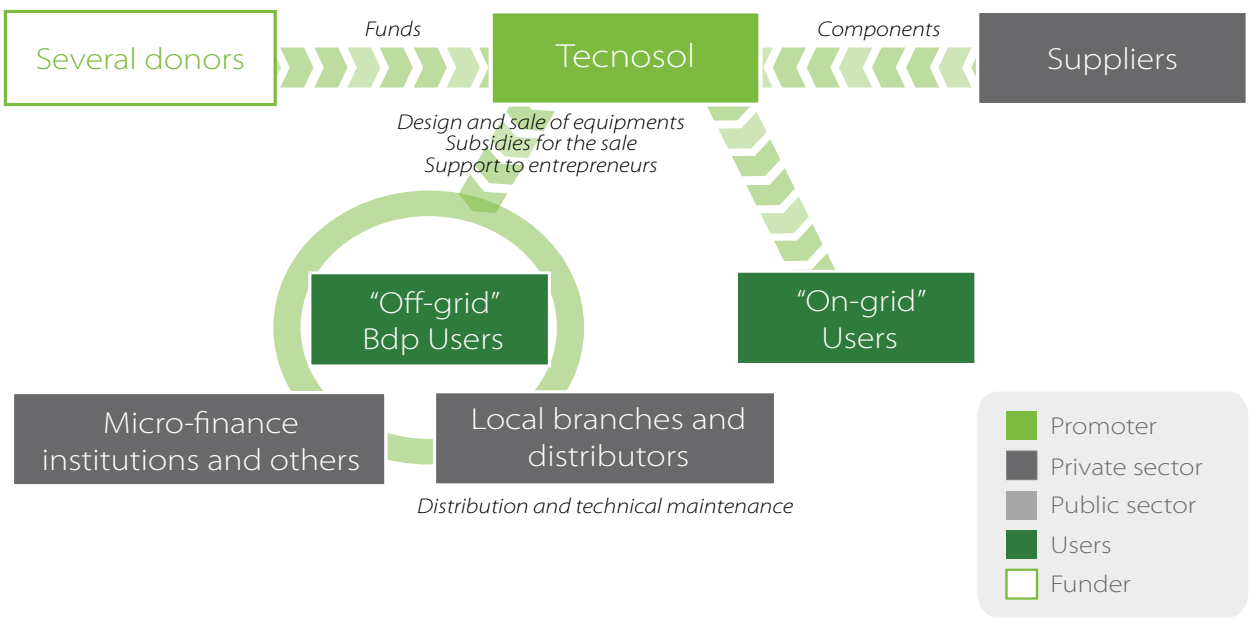 Funds
Components
Several donors
Tecnosol
Suppliers
Design and sale of equipments
Subsidies for the sale
Support to entrepreneurs
“Off-grid”
Bdp Users
“On-grid”
Users
Micro-finance
institutions and others
Local branches and
distributors
Distribution and technical maintenance
Promoter
Private sector
Public sector
Users
Funder